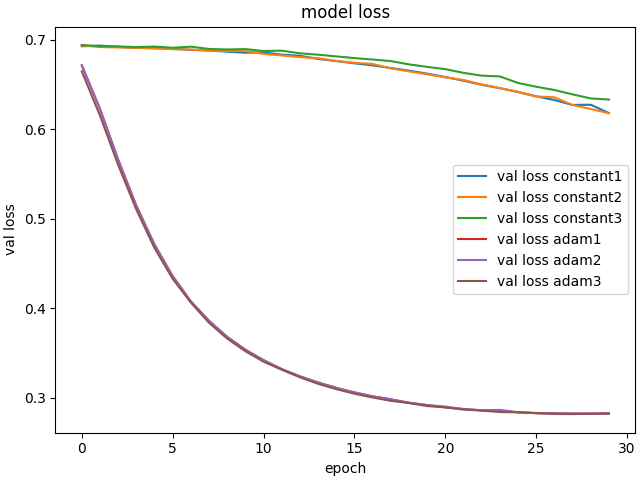 model loss
0.7
0.6
0.5
0.4
0.3
val loss
val loss constant1
val loss constant2
val loss constant3
val loss adam1
val loss adam2
val loss adam3
0 5 10 15 20 25 30
epoch